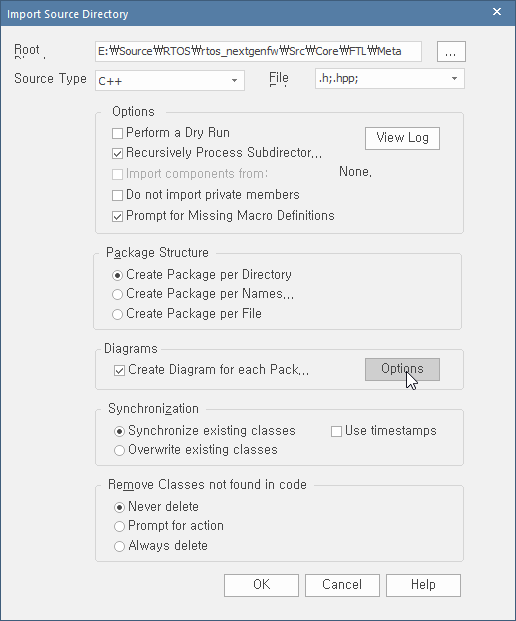 Import Source Directory
Root
E:₩Source₩RTOS₩rtos_nextgenfw₩Src₩Core₩FTL₩Meta
...
Source Type
C++
File
.h;.hpp;
Options
Perform a Dry Run
View Log
Recursively Process Subdirector...
Import components from:
None.
Do not import private members
Prompt for Missing Macro Definitions
Package Structure
Create Package per Directory
Create Package per Names...
Create Package per File
Diagrams
Create Diagram for each Pack...
Options
Synchronization
Synchronize existing classes
Use timestamps
Overwrite existing classes
Remove Classes not found in code
Never delete
Prompt for action
Always delete
OK
Cancel
Help